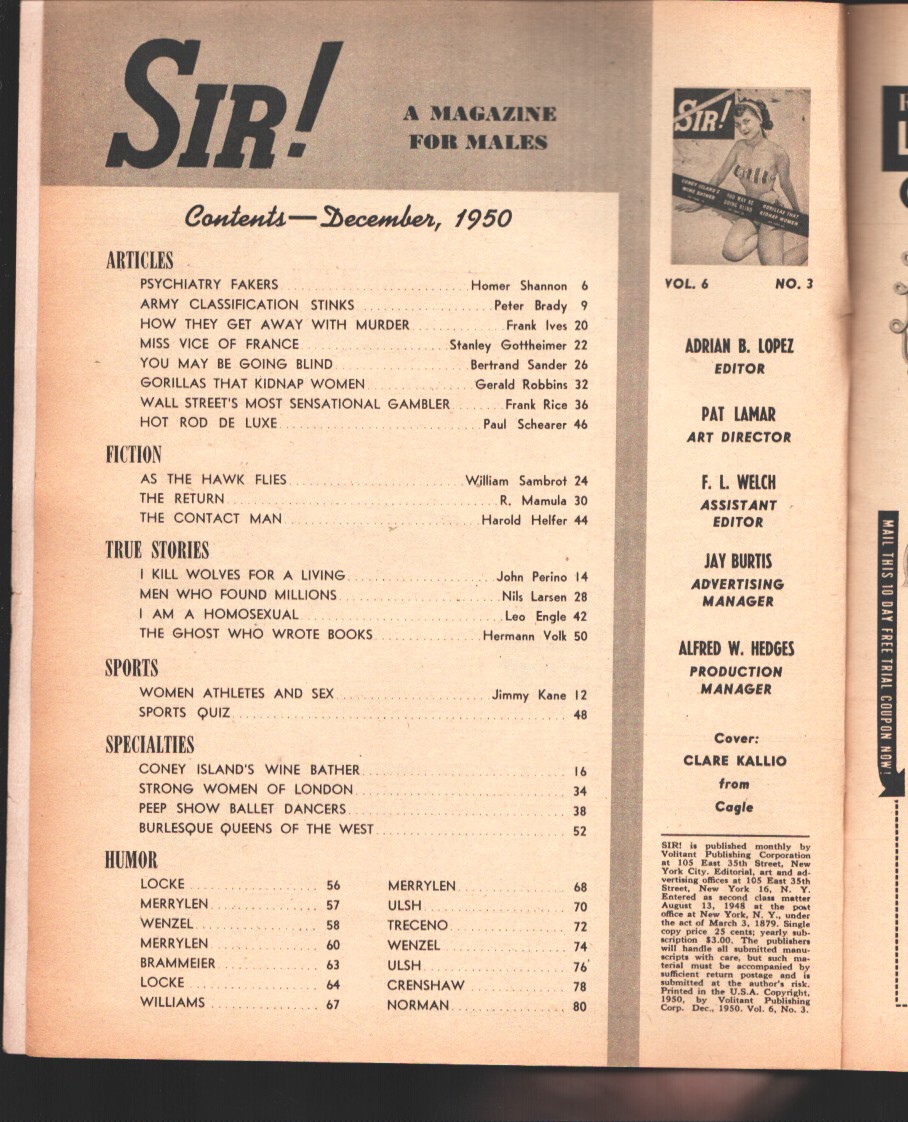 SIR!
A MAGAZINE
FOR MALES
Contents—December, 1950
ARTICLES
PSYCHIATRY FAKERS Homer Shannon 6
ARMY CLASSIFICATION STINKS Peter Brady 9
HOW THEY GET AWAY WITH MURDER Frank Ives 20
MISS VICE OF FRANCE Stanley Gottheimer 22
YOU MAY BE GOING BLIND Bertrand Sander 26
GORILLAS THAT KIDNAP WOMEN Gerald Robbins 32
WALL STREET'S MOST SENSATIONAL GAMBLER Frank Rice 36
HOT ROD DE LUXE Paul Schearer 46
FICTION
AS THE HAWK FLIES William Sambrot 24
THE RETURN R. Mamula 30
THE CONTACT MAN Harold Helfer 44
TRUE STORIES
I KILL WOLVES FOR A LIVING John Perino 14
MEN WHO FOUND MILLIONS Nils Larsen 28
I AM A HOMOSEXUAL Leo Engle 42
THE GHOST WHO WROTE BOOKS Hermann Volk 50
SPORTS
WOMEN ATHLETES AND SEX Jimmy Kane 12
SPORTS QUIZ 48
SPECIALTIES
CONEY ISLAND'S WINE BATHER 16
STRONG WOMEN OF LONDON 34
PEEP SHOW BALLET DANCERS 38
BURLESQUE QUEENS OF THE WEST 52
HUMOR
LOCKE 56
MERRYLEN 57
WENZEL 58
MERRYLEN 60
BRAMMEIER 63
LOCKE 64
WILLIAMS 67
MERRYLEN 68
ULSH 70
TRECENO 72
WENZEL 74
ULSH 76
CRENSHAW 78
NORMAN 80
SIR!
CONEY ISLAND'S
WINE BATHER
YOU MAY BE
GOING BLIND
GORILLAS THAT
KIDNAP WOMEN
VOL. 6 NO. 3
ADRIAN B. LOPEZ
EDITOR
PAT LAMAR
ART DIRECTOR
F. L. WELCH
ASSISTANT
EDITOR
JAY BURTIS
ADVERTISING
MANAGER
ALFRED W. HEDGES
PRODUCTION
MANAGER
Cover:
CLARE KALLIO
from
Cagle
SIR! is published monthly by
Volitant Publishing Corporation
at 105 East 35th Street, New
York City. Editorial, art and ad-
vertising offices at 105 East 35th
Street, New York 16, N. Y.
Entered as second class matter
August 13, 1948 at the post
office at New York, N. Y., under
the act of March 3, 1879. Single
copy price 25 cents; yearly sub-
scription $3.00. The publishers
will handle all submitted manu-
scripts with care, but such ma-
terial must be accompanied by
sufficient return postage and is
submitted at the author's risk.
Printed in the U.S.A. Copyright,
1950, by Volitant Publishing
Corp. Dec., 1950. Vol. 6, No. 3.
MAIL THIS 10 DAY FREE TRIAL COUPON NOW!